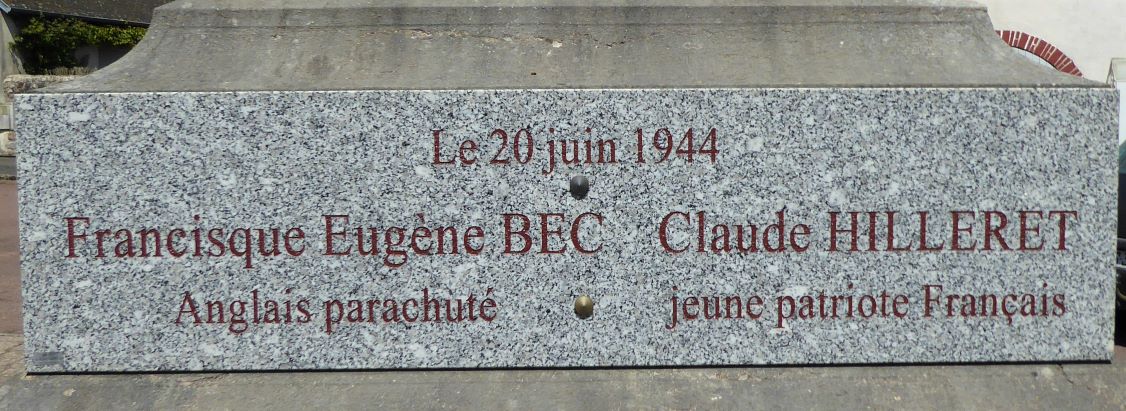 Le 20 juin 1944
Francisque Eugène BEC Claude HILLERET
Anglais parachuté jeune patriote Français